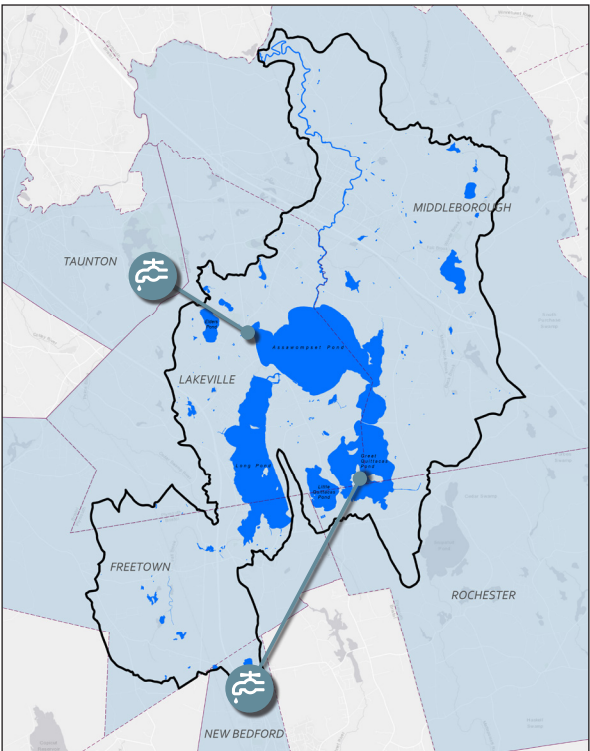 MIDDLEBOROUGH
TAUNTON
Assawompset Pond
LAKEVILLE
Long Pond
Great
Quittacas
Pond
Little
Quittacas
Pond
FREETOWN
ROCHESTER
NEW BEDFORD